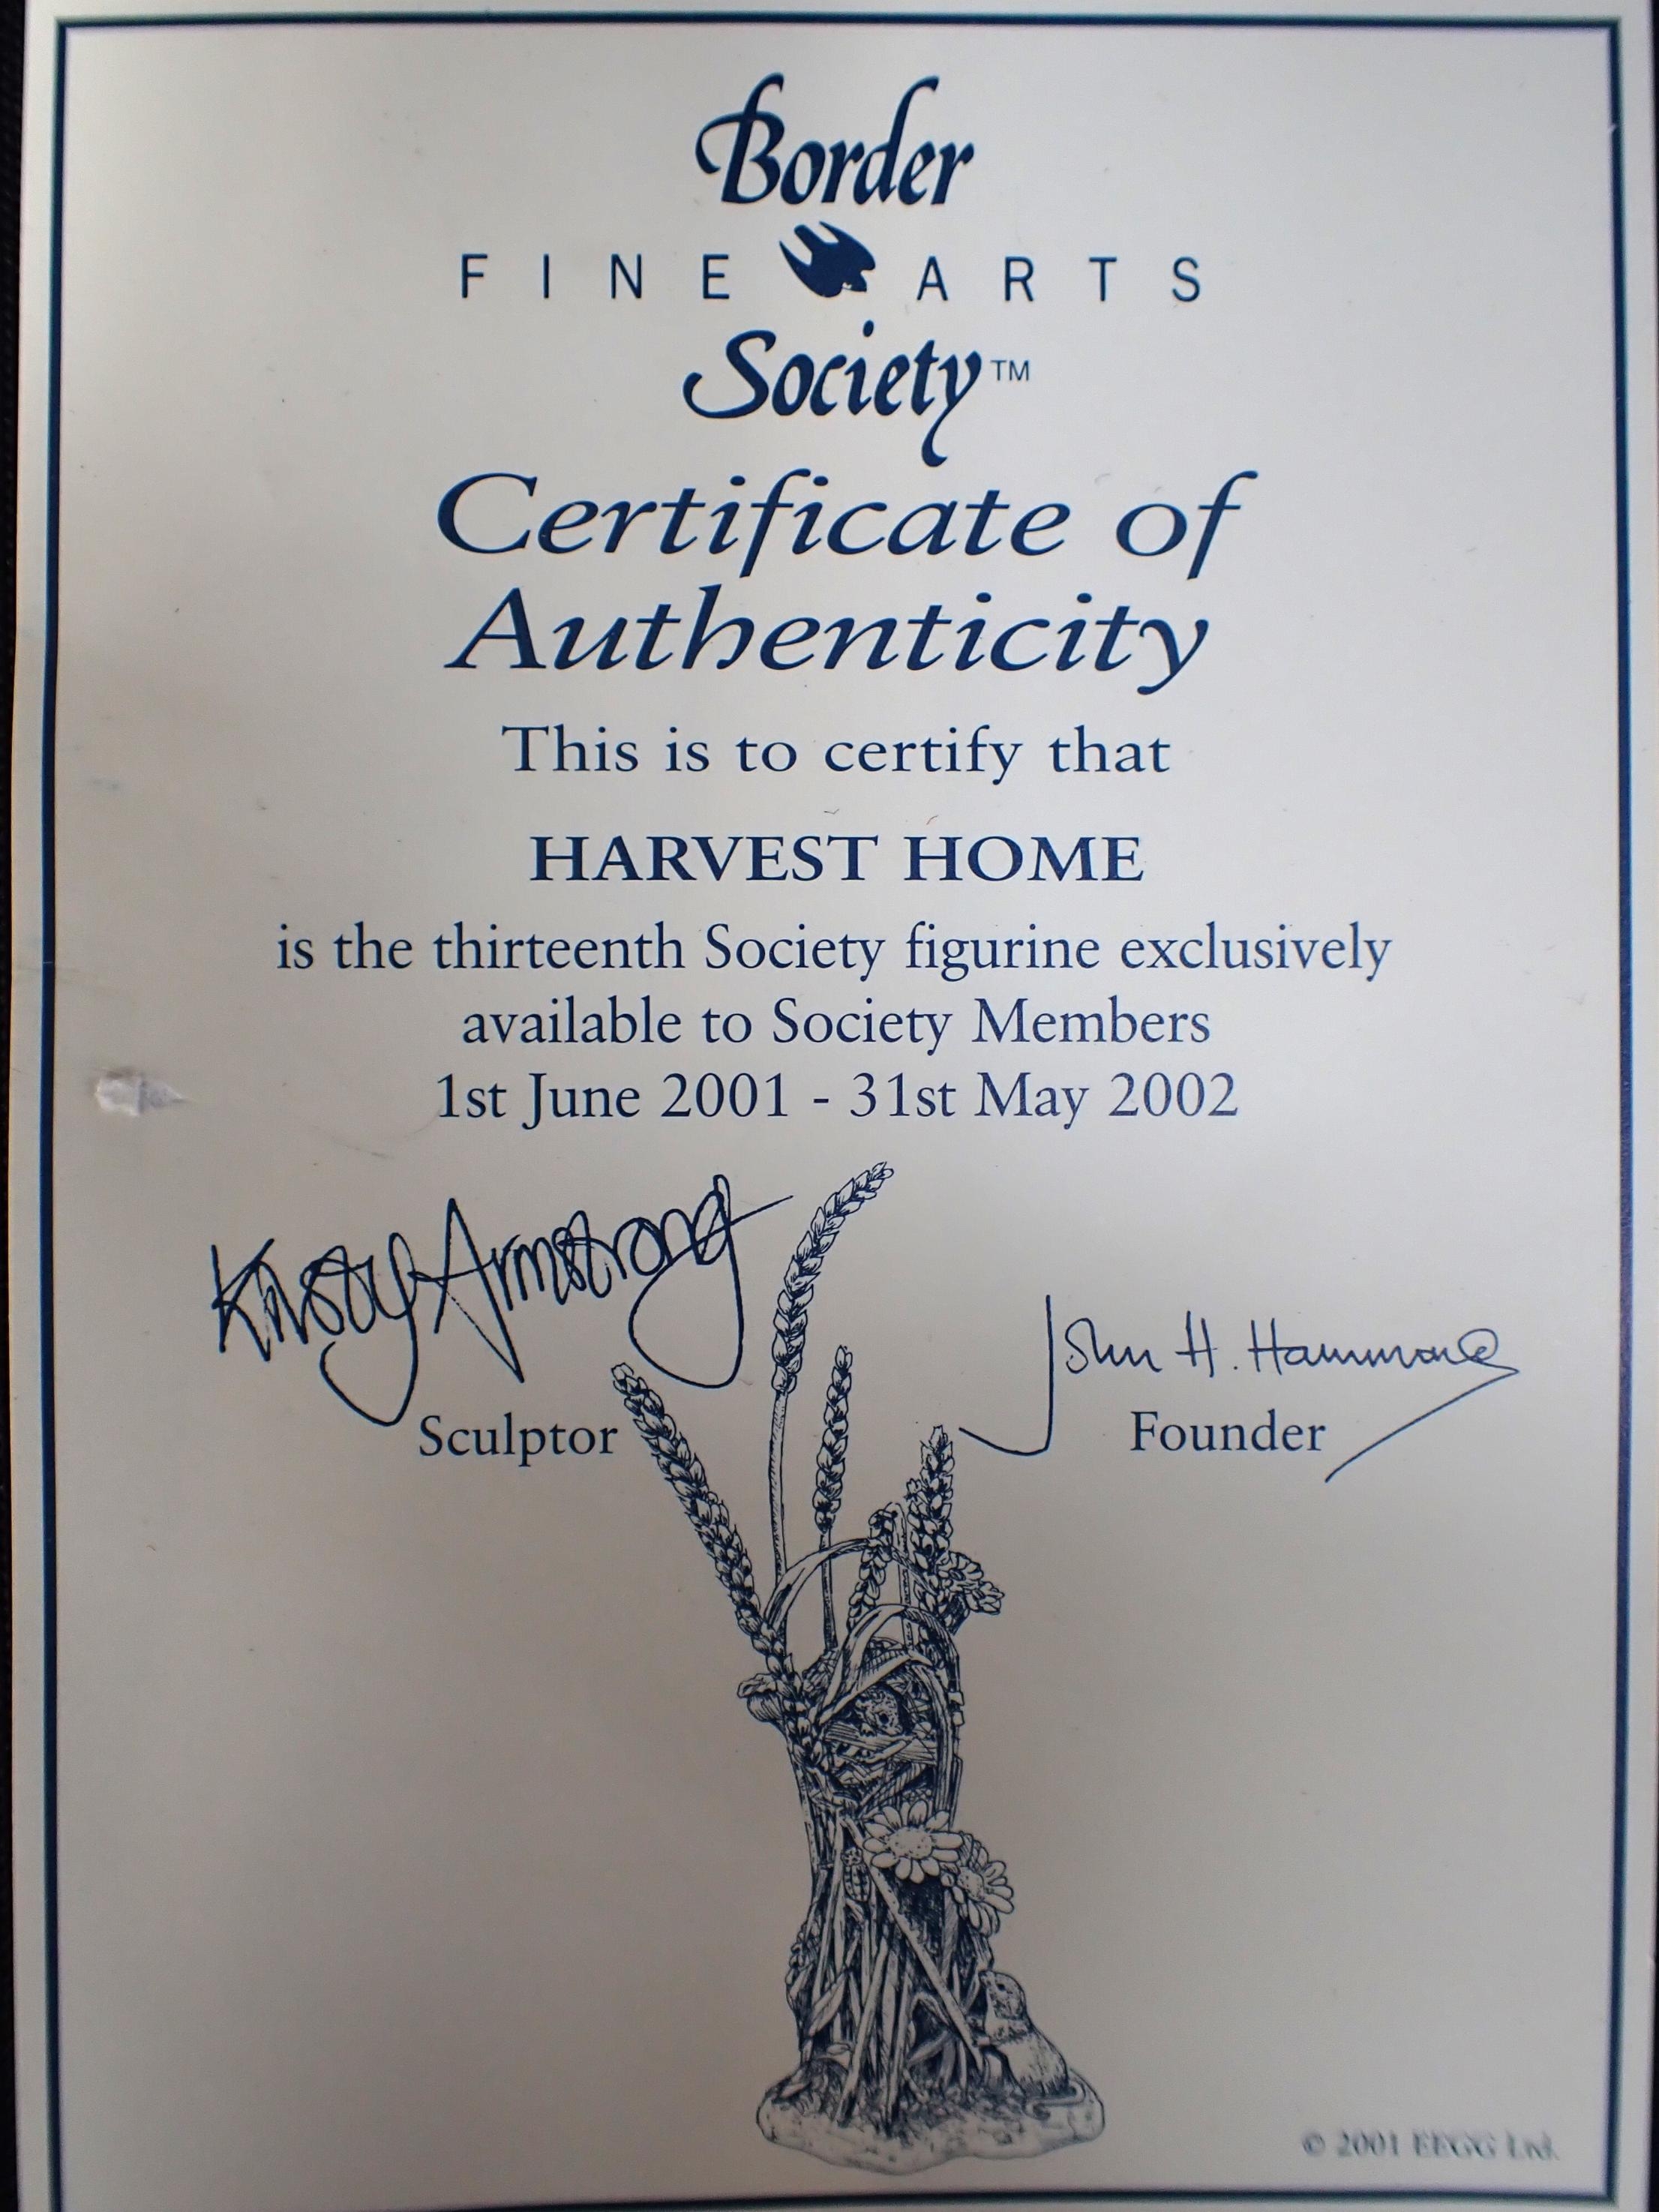 Border
FINE ARTS
Society™
Certificate of
Authenticity
This is to certify that
HARVEST HOME
is the thirteenth Society figurine exclusively
available to Society Members
1st June 2001 - 31st May 2002
Kirsty Armstrong
John H. Hammond
Sculptor
Founder
© 2001 EEGG Ltd.